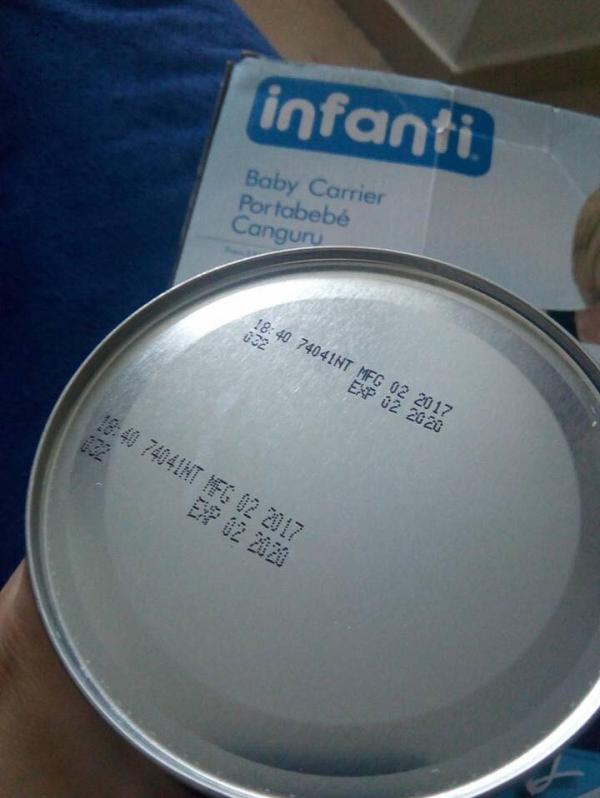 infanti
Baby Carrier
Portabebé
Canguru
18:40 74041NT MFG 02 2017
032 EXP 02 2020
18:40 74041NT MFG 02 2017
032 EXP 02 2020